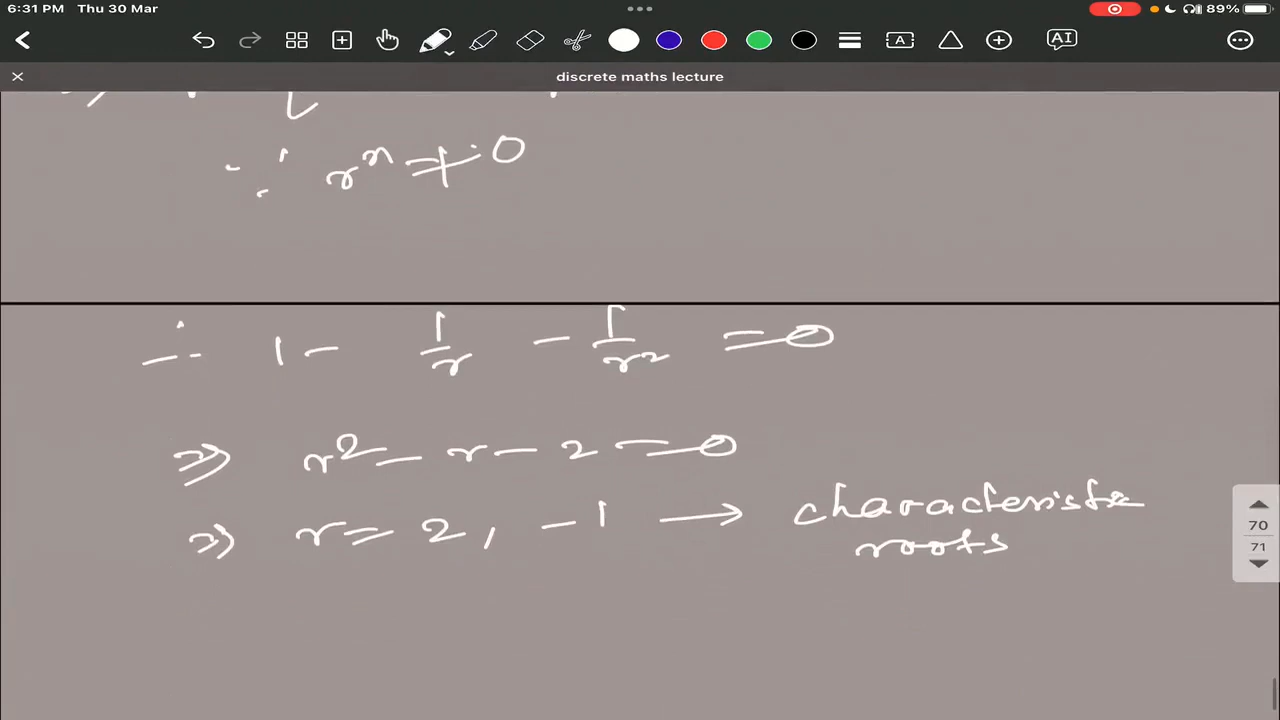 6:31 PM Thu 30 Mar
89%
A
AI
discrete maths lecture
∵ rⁿ ≠ 0
∴ 1 - 1/r - 1/r² = 0
⇒ r² - r - 2 = 0
⇒ r = 2, -1 → characteristic
roots
70
71